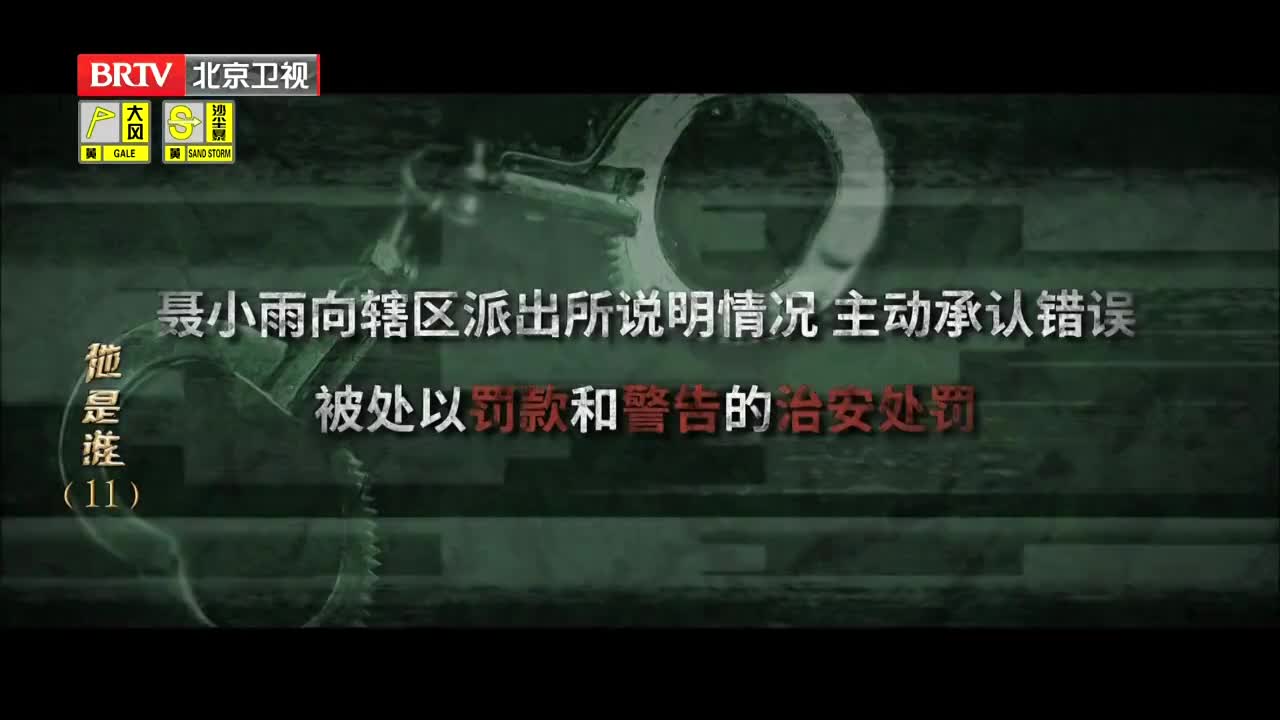 BRTV 北京卫视
大风
黄 GALE
沙尘暴
黄 SAND STORM
聂小雨向辖区派出所说明情况 主动承认错误
被处以罚款和警告的治安处罚
他是谁
(11)